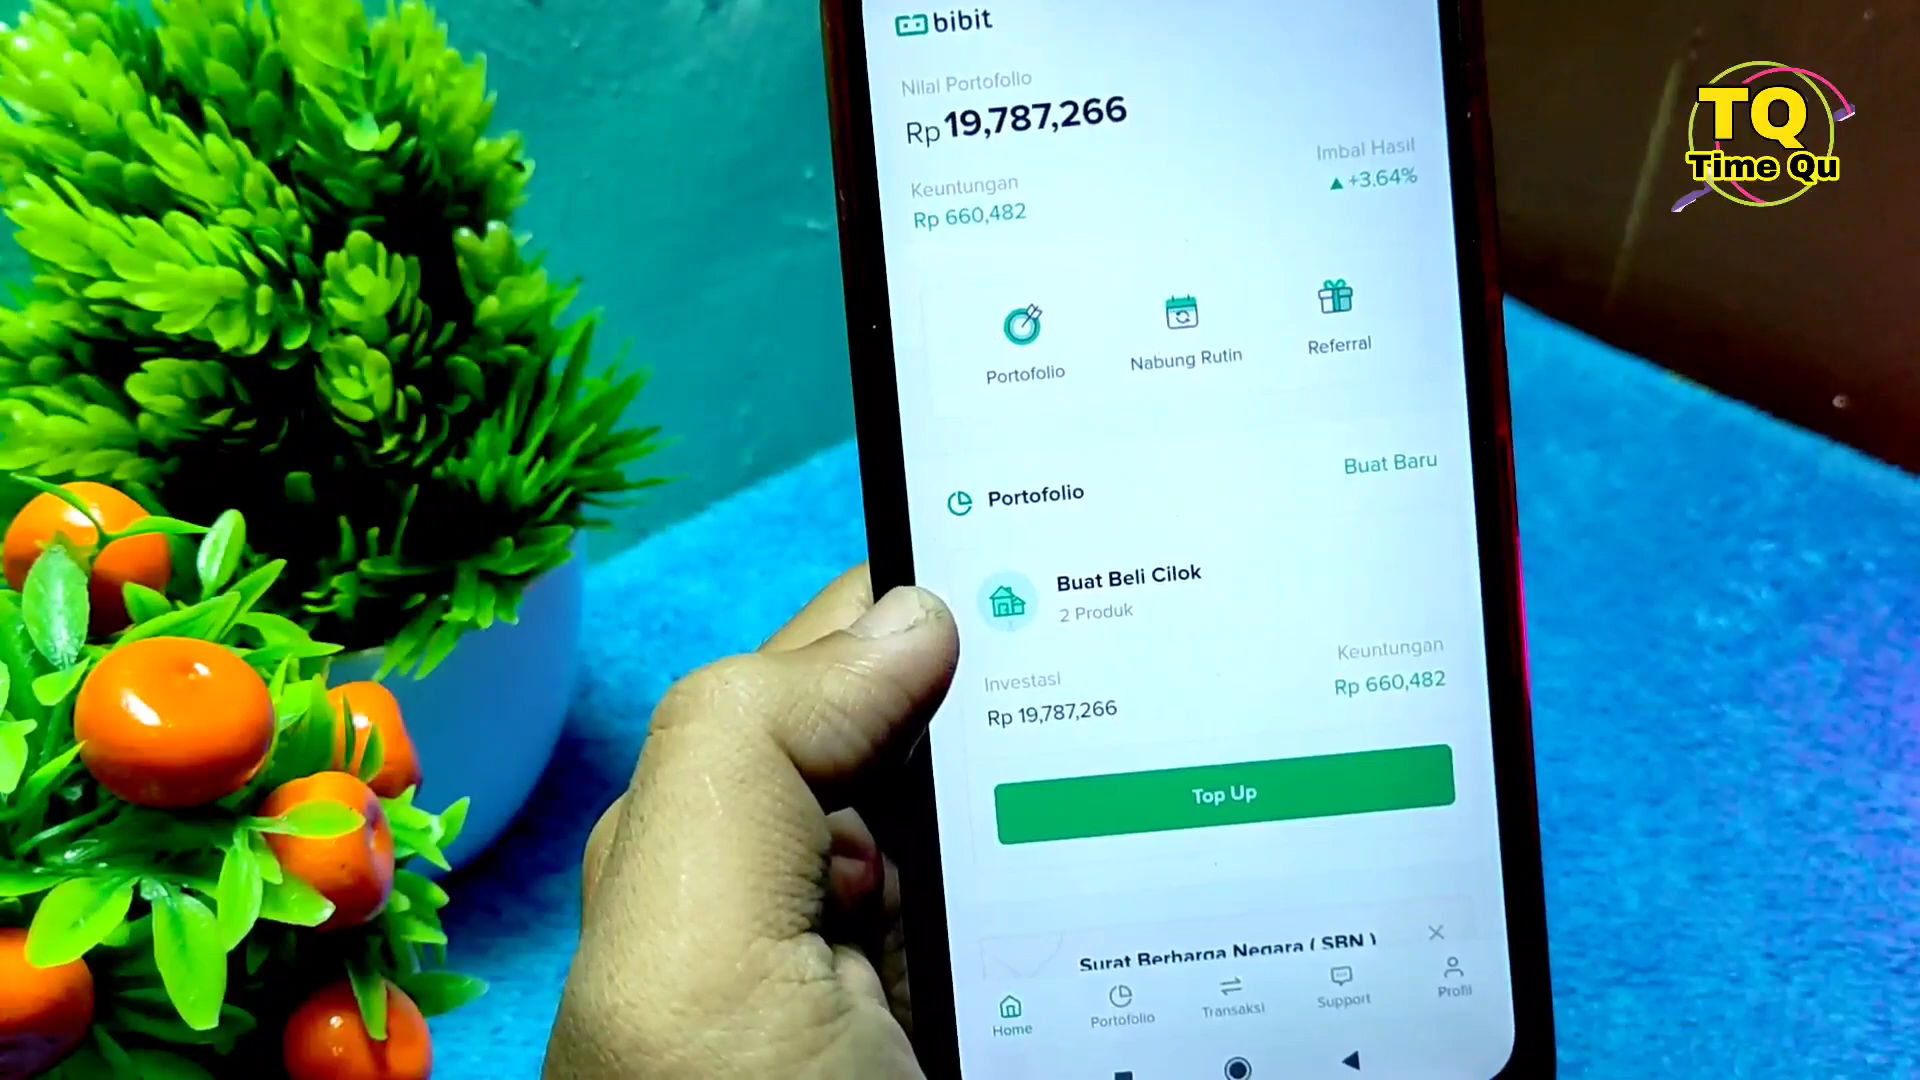 bibit
Nilai Portofolio
Rp 19,787,266
Imbal Hasil
+3.64%
Keuntungan
Rp 660,482
Portofolio
Nabung Rutin
Referral
Portofolio
Buat Baru
Buat Beli Cilok
2 Produk
Investasi
Rp 19,787,266
Keuntungan
Rp 660,482
Top Up
Surat Berharga Negara ( SBN )
Home
Portofolio
Transaksi
Support
Profil
TQ
Time Qu